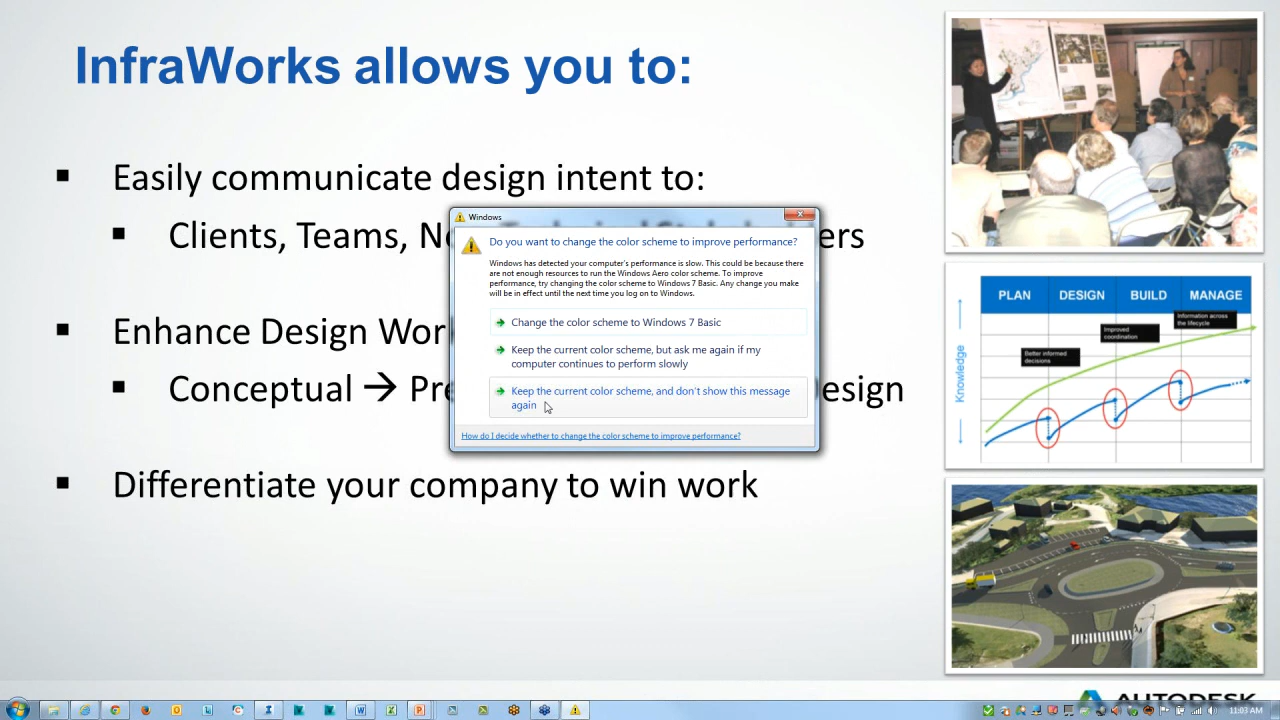 InfraWorks allows you to:
Easily communicate design intent to:
Clients, Teams,
Enhance Design
Conceptual →
Differentiate your company to win work
Windows
Do you want to change the color scheme to improve performance?
Windows has detected your computer's performance is slow. This could be because there
are not enough resources to run the Windows Aero color scheme. To improve
performance, try changing the color scheme to Windows 7 Basic. Any change you make
will be in effect until the next time you log on to Windows.
Change the color scheme to Windows 7 Basic
Keep the current color scheme, but ask me again if my
computer continues to perform slowly
Keep the current color scheme, and don't show this message
again
How do I decide whether to change the color scheme to improve performance?
PLAN DESIGN BUILD MANAGE
Information across
the lifecycle
Improved
coordination
Better informed
decisions
Knowledge
AUTODESK
11:03 AM